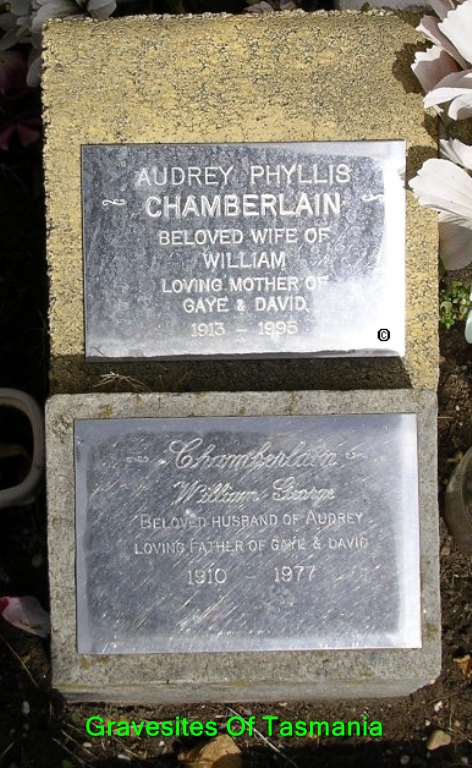 AUDREY PHYLLIS
~ CHAMBERLAIN ~
BELOVED WIFE OF
WILLIAM
LOVING MOTHER OF
GAYE & DAVID
1913 - 1995
©
~ Chamberlain ~
William George
BELOVED HUSBAND OF AUDREY
LOVING FATHER OF GAYE & DAVID
1910 - 1977
Gravesites Of Tasmania